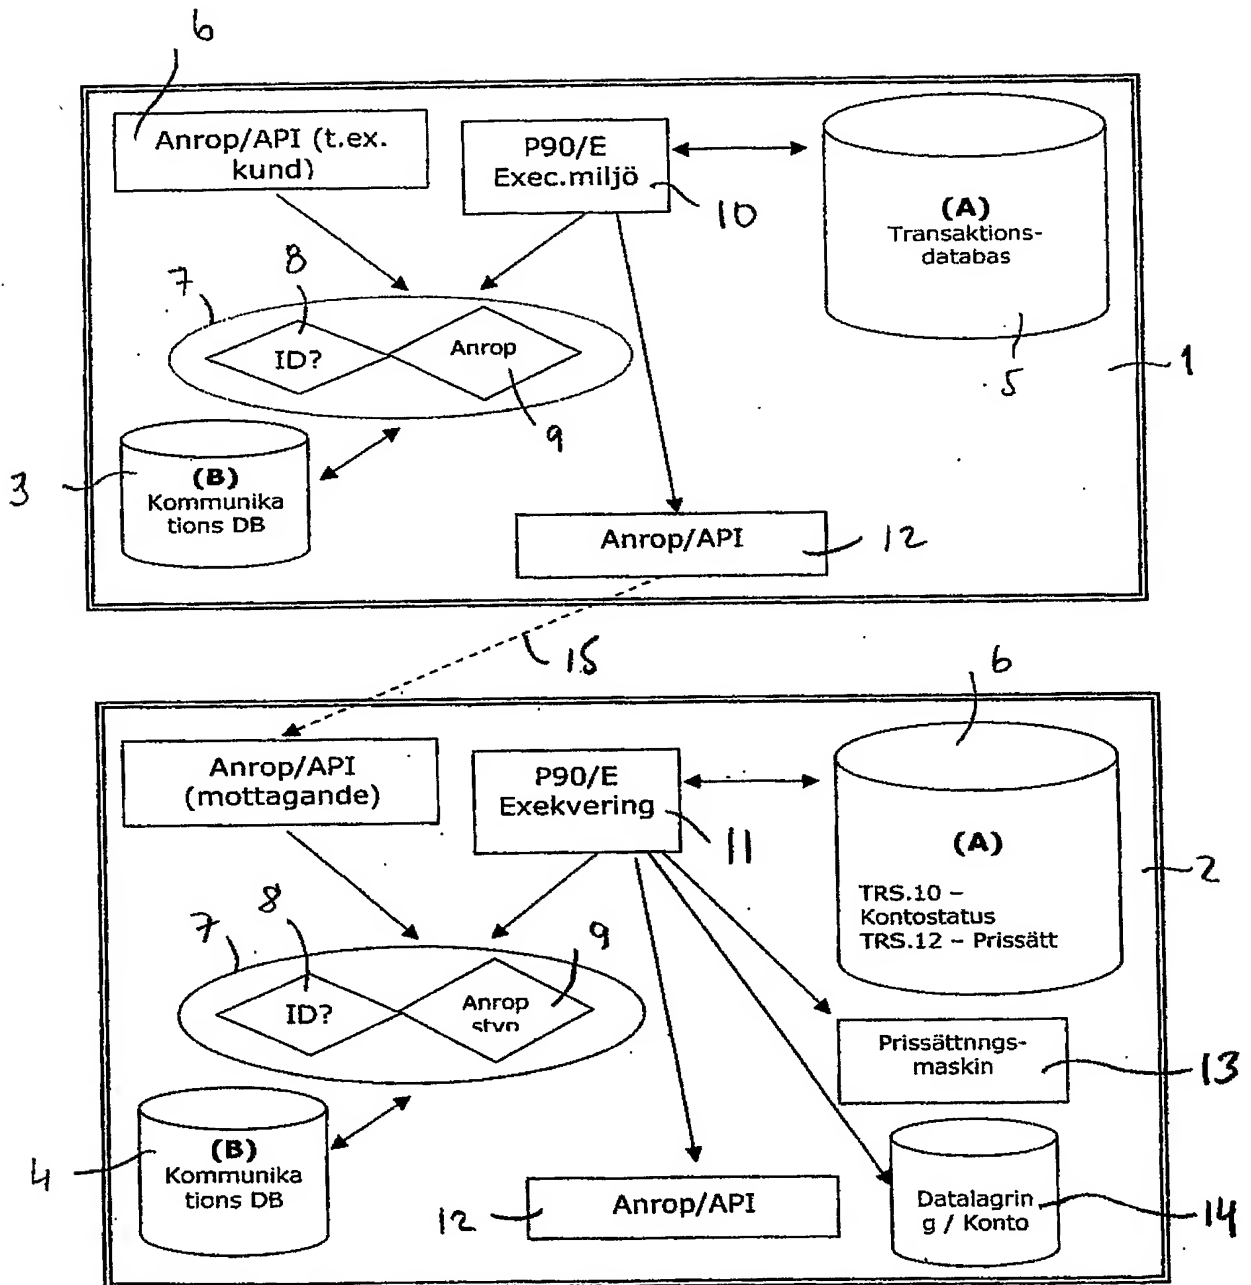 6
Anrop/API (t.ex.
kund)
P90/E
Exec.miljö
10
(A)
Transaktions-
databas
5
1
7
8
ID?
Anrop
9
3
(B)
Kommunika
tions DB
Anrop/API
12
15
6
Anrop/API
(mottagande)
P90/E
Exekvering
11
(A)
TRS.10 –
Kontostatus
TRS.12 – Prissätt
2
7
8
9
ID?
Anrop
styp
Prissättnngs-
maskin
13
4
(B)
Kommunika
tions DB
12
Anrop/API
Datalagrin
g / Konto
14